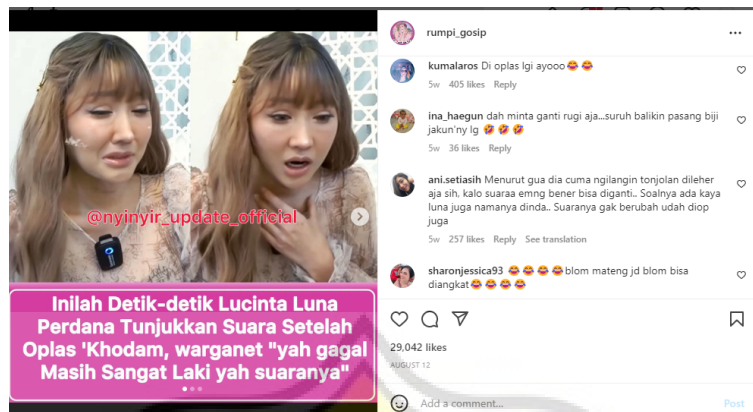 @nyinyir_update_official
Inilah Detik-detik Lucinta Luna
Perdana Tunjukkan Suara Setelah
Oplas 'Khodam, warganet "yah gagal
Masih Sangat Laki yah suaranya"
rumpi_gosip
kumalaros Di oplas lgi ayooo😂 😂
5w 405 likes Reply
ina_haegun dah minta ganti rugi aja...suruh balikin pasang biji
jakun'ny lg 🤣 🤣 🤣
5w 36 likes Reply
ani.setiasih Menurut gua dia cuma ngilangin tonjolan dileher
aja sih, kalo suaraa emng bener bisa diganti.. Soalnya ada kaya
luna juga namanya dinda.. Suaranya gak berubah udah diop
juga
5w 257 likes Reply See translation
sharonjessica93 😂 😂 😂 😂blom mateng jd blom bisa
diangkat😂 😂 😂 😂
29,042 likes
AUGUST 12
Add a comment...
Post